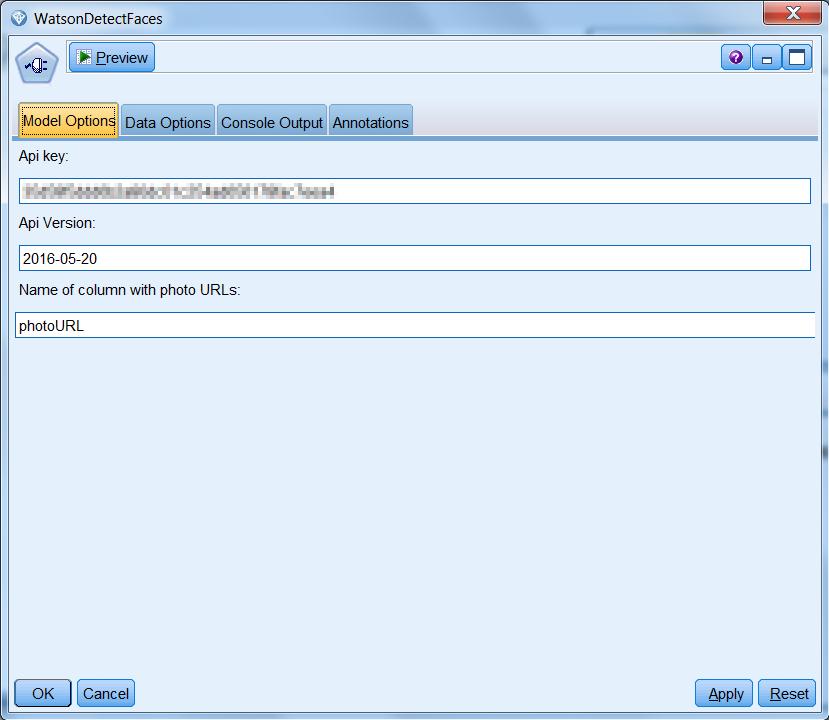 WatsonDetectFaces
Preview
Model Options Data Options Console Output Annotations
Api key:
Api Version:
2016-05-20
Name of column with photo URLs:
photoURL
OK Cancel Apply Reset